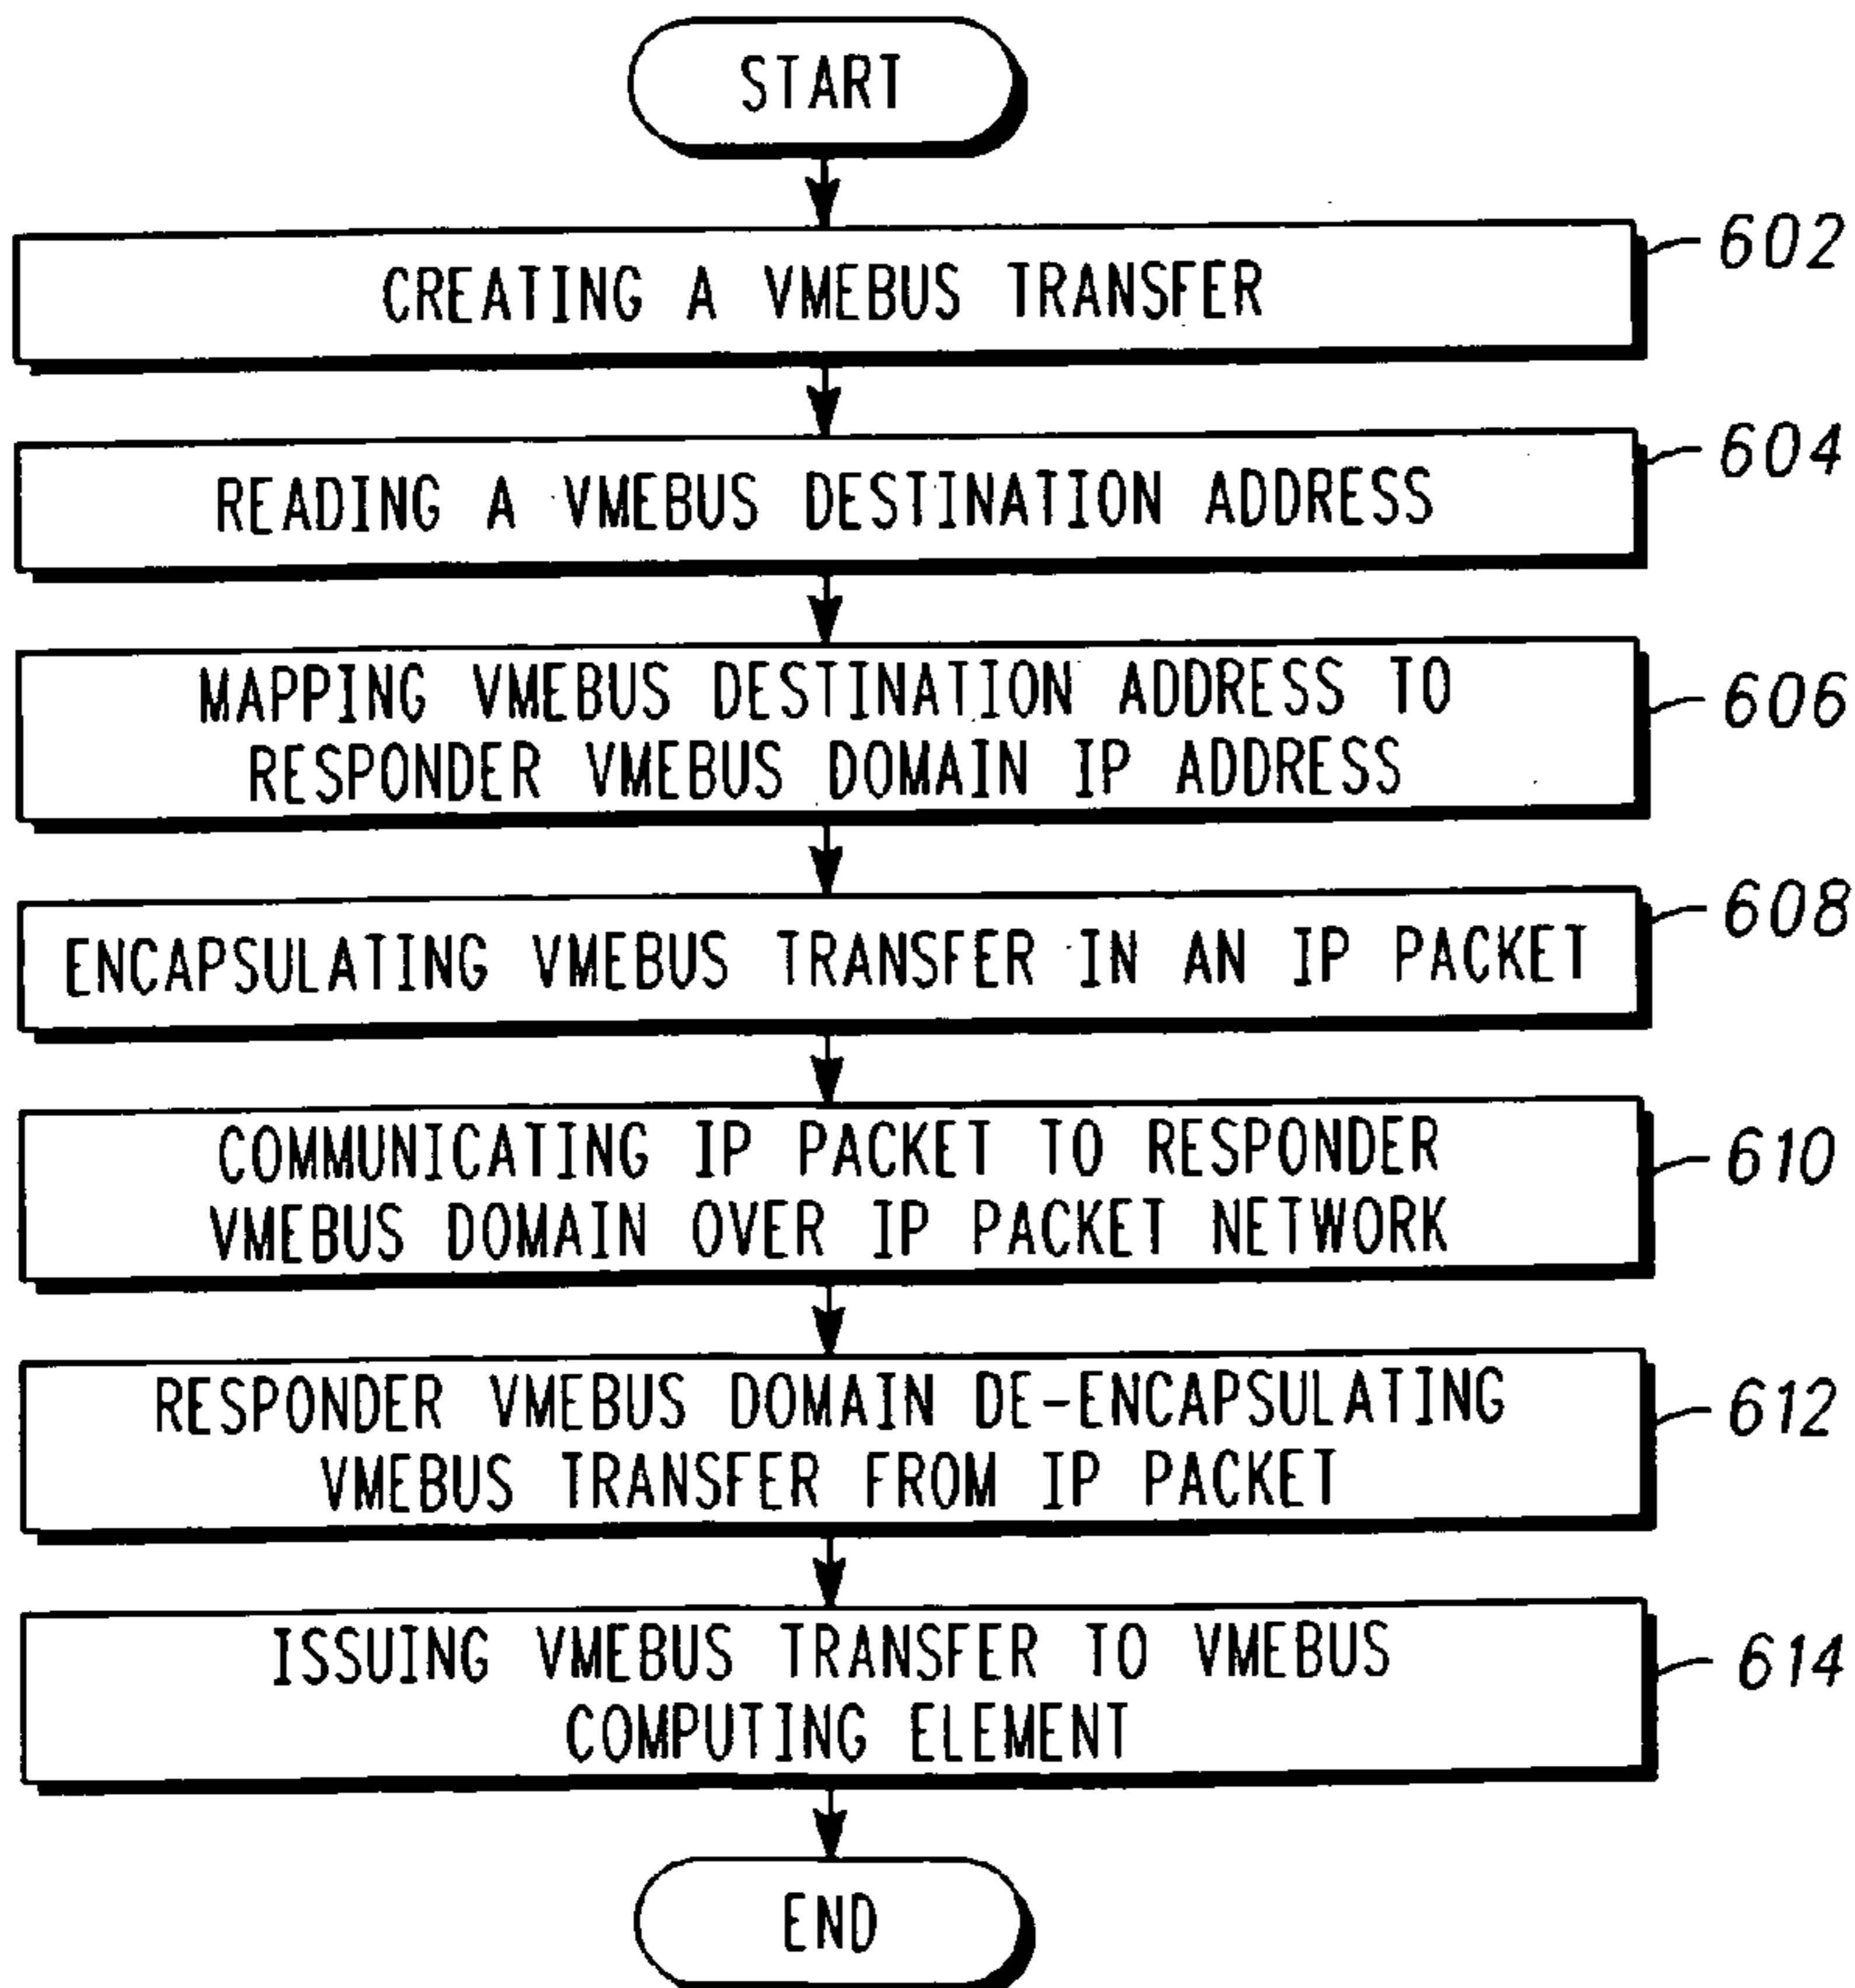 START
CREATING A VMEBUS TRANSFER
602
READING A VMEBUS DESTINATION ADDRESS
604
MAPPING VMEBUS DESTINATION ADDRESS TO
RESPONDER VMEBUS DOMAIN IP ADDRESS
606
ENCAPSULATING VMEBUS TRANSFER IN AN IP PACKET
608
COMMUNICATING IP PACKET TO RESPONDER
VMEBUS DOMAIN OVER IP PACKET NETWORK
610
RESPONDER VMEBUS DOMAIN DE-ENCAPSULATING
VMEBUS TRANSFER FROM IP PACKET
612
ISSUING VMEBUS TRANSFER TO VMEBUS
COMPUTING ELEMENT
614
END